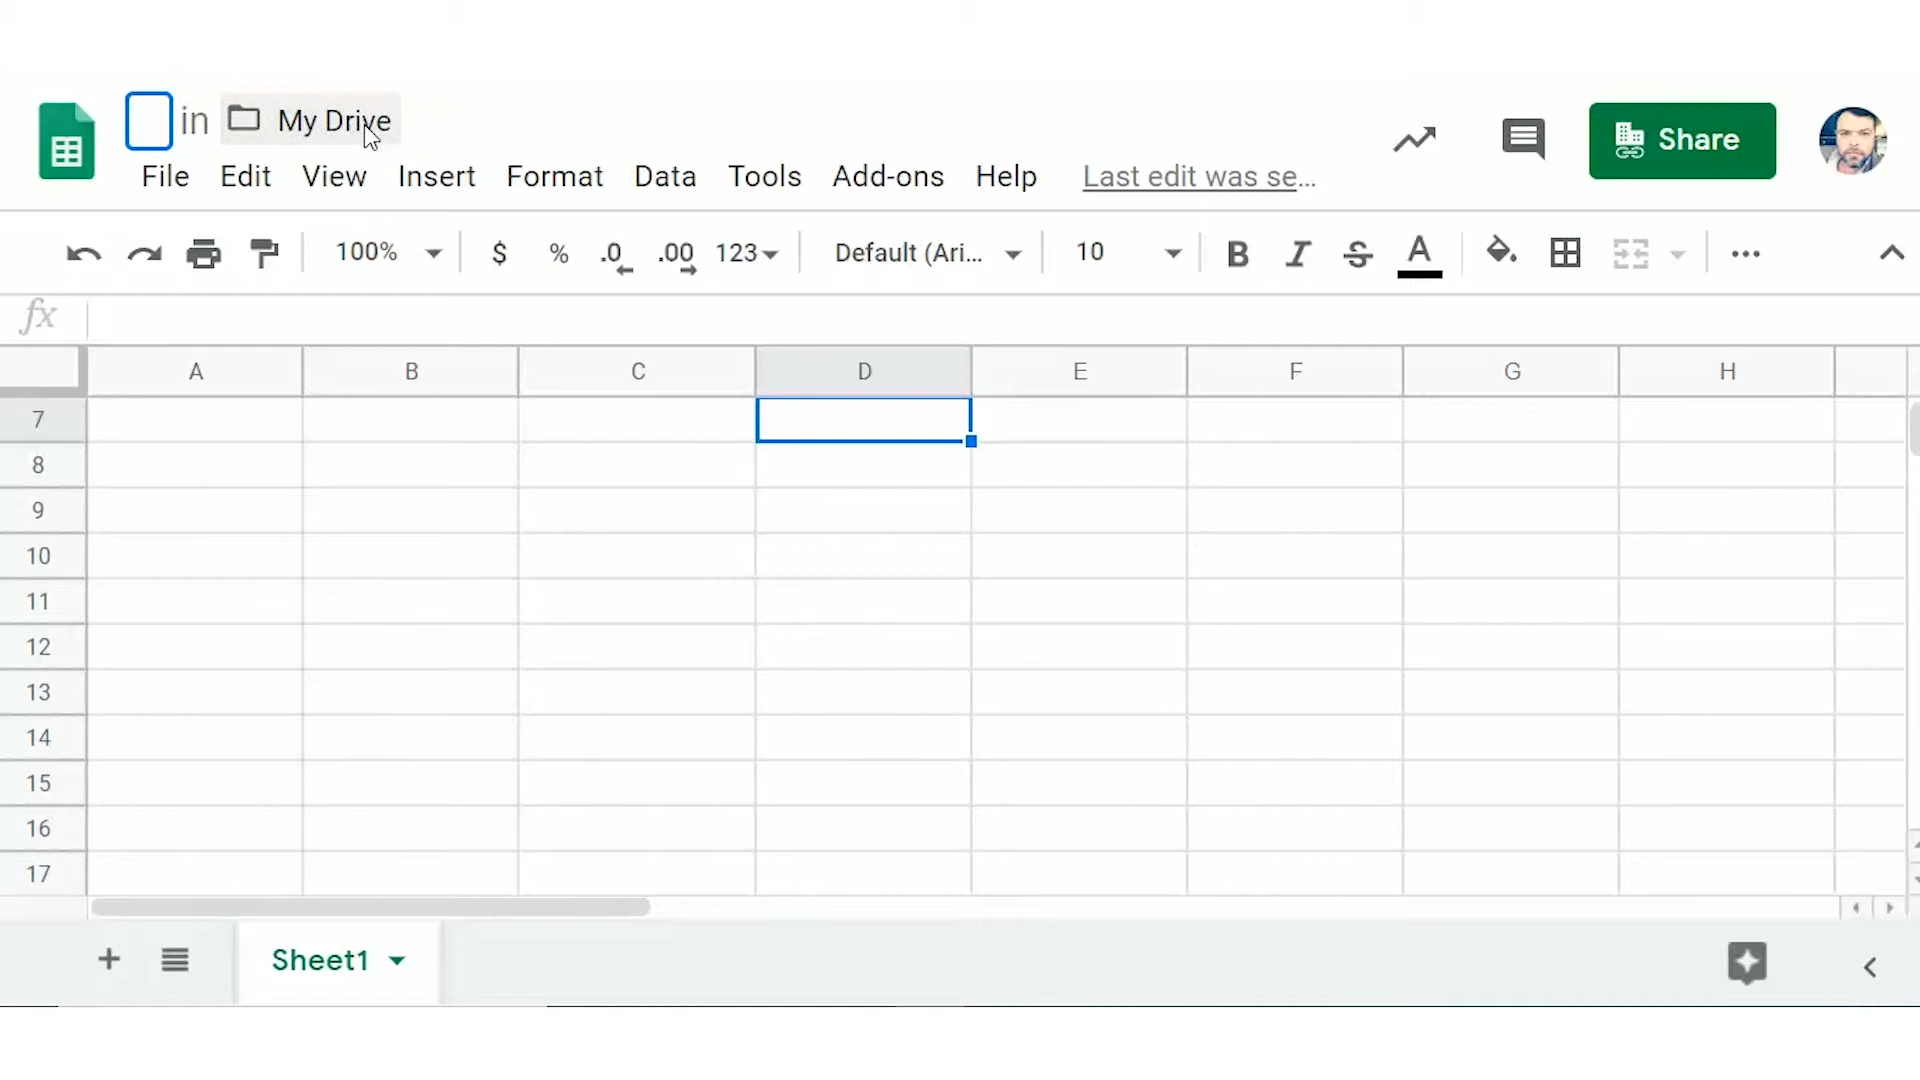 in My Drive
File Edit View Insert Format Data Tools Add-ons Help Last edit was se...
Share
100% $ % .0 .00 123 Default (Ari... 10 B I S A ...
fx
A B C D E F G H
7
8
9
10
11
12
13
14
15
16
17
+ Sheet1